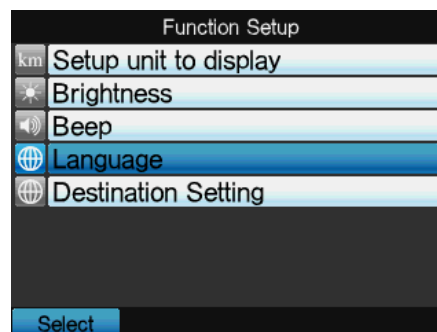 Function Setup
km Setup unit to display
Brightness
Beep
Language
Destination Setting
Select